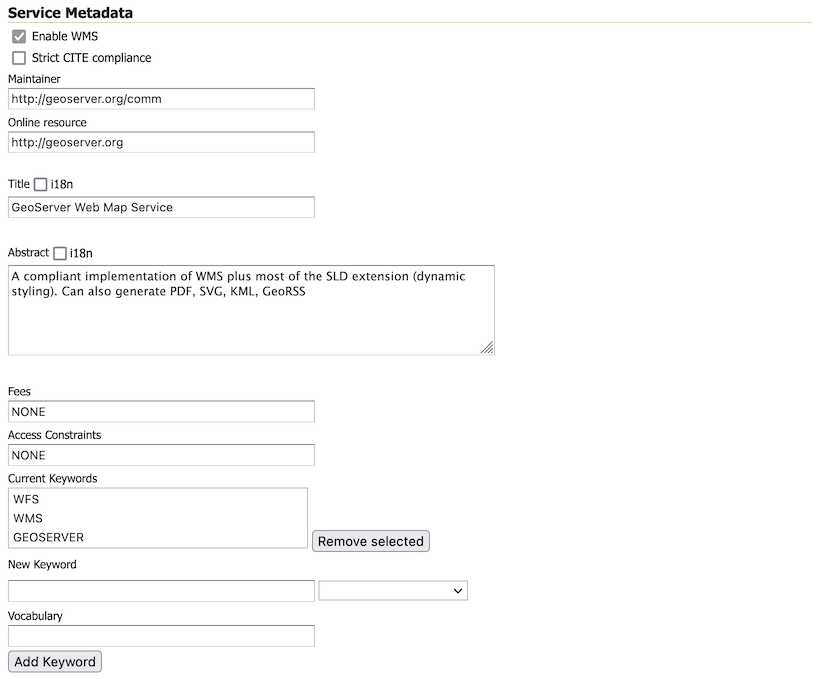 Service Metadata
Enable WMS
Strict CITE compliance
Maintainer
http://geoserver.org/comm
Online resource
http://geoserver.org
Title i18n
GeoServer Web Map Service
Abstract i18n
A compliant implementation of WMS plus most of the SLD extension (dynamic
styling). Can also generate PDF, SVG, KML, GeoRSS
Fees
NONE
Access Constraints
NONE
Current Keywords
WFS
WMS
GEOSERVER
Remove selected
New Keyword
Vocabulary
Add Keyword